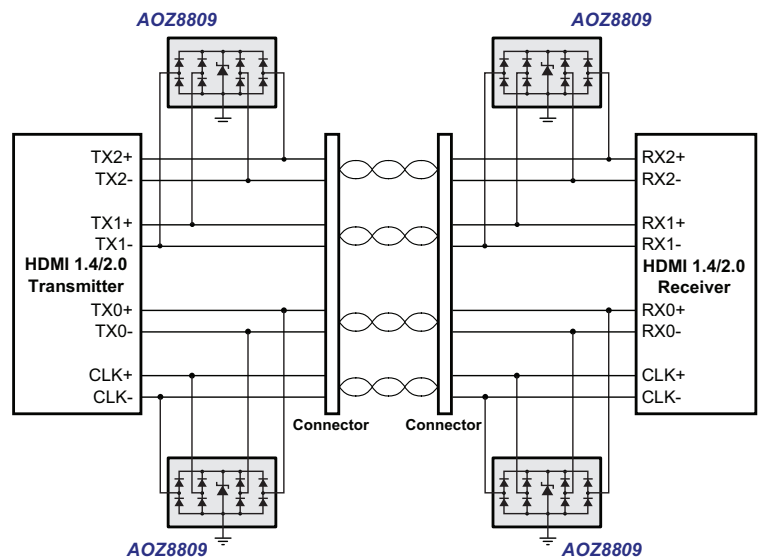 AOZ8809
AOZ8809
TX2+
TX2-
TX1+
TX1-
HDMI 1.4/2.0
Transmitter
TX0+
TX0-
CLK+
CLK-
RX2+
RX2-
RX1+
RX1-
HDMI 1.4/2.0
Receiver
RX0+
RX0-
CLK+
CLK-
Connector
Connector
AOZ8809
AOZ8809